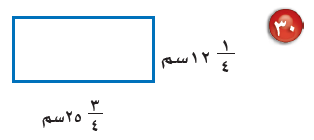 ٣٠
١٢ ١/٤ سم
٢٥ ٣/٤ سم